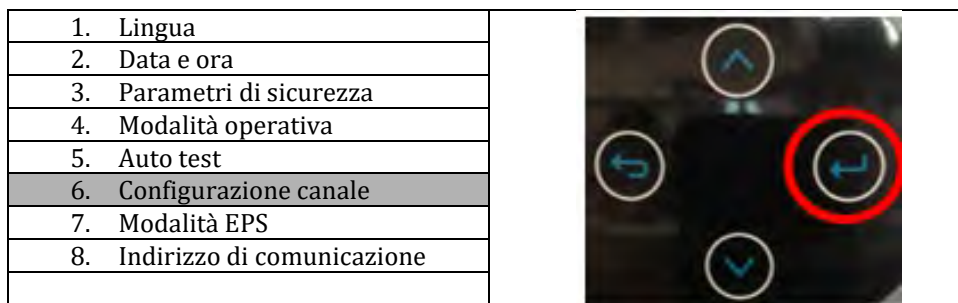 1. Lingua
2. Data e ora
3. Parametri di sicurezza
4. Modalità operativa
5. Auto test
6. Configurazione canale
7. Modalità EPS
8. Indirizzo di comunicazione